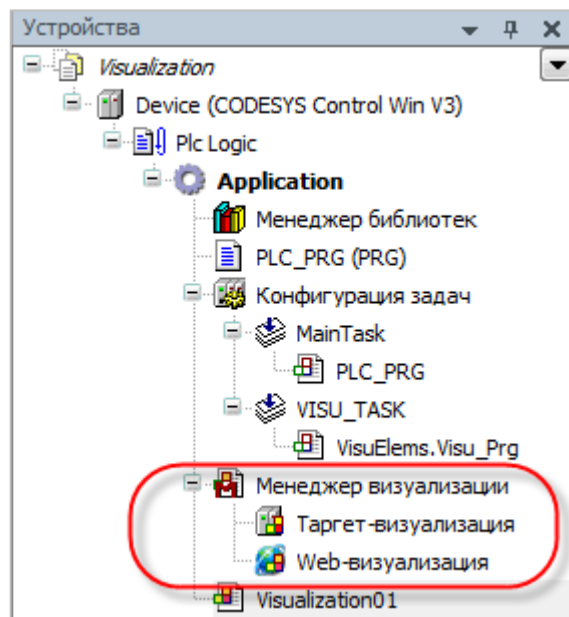 Устройства
Visualization
Device (CODESYS Control Win V3)
Plc Logic
Application
Менеджер библиотек
PLC_PRG (PRG)
Конфигурация задач
MainTask
PLC_PRG
VISU_TASK
VisuElems.Visu_Prg
Менеджер визуализации
Таргет-визуализация
Web-визуализация
Visualization01